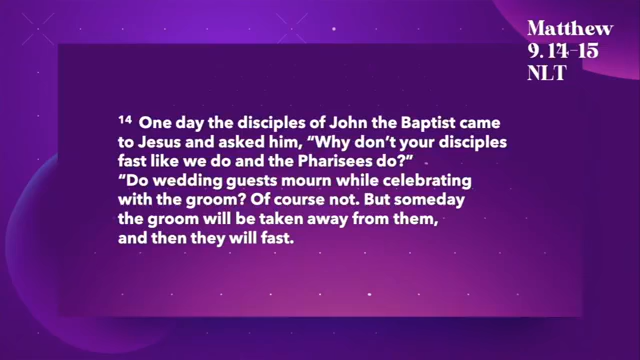 Matthew
9. 14-15
NLT
14 One day the disciples of John the Baptist came
to Jesus and asked him, “Why don’t your disciples
fast like we do and the Pharisees do?”
“Do wedding guests mourn while celebrating
with the groom? Of course not. But someday
the groom will be taken away from them,
and then they will fast.